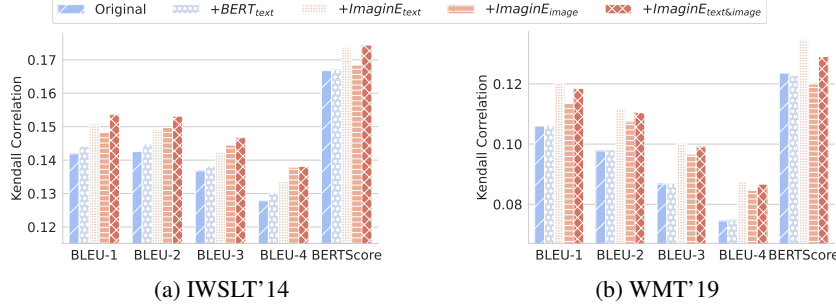 Original +BERT_text +ImaginE_text +ImaginE_image +ImaginE_text&image
Kendall Correlation
0.17
0.16
0.15
0.14
0.13
0.12
BLEU-1 BLEU-2 BLEU-3 BLEU-4 BERTScore
(a) IWSLT’14
Kendall Correlation
0.12
0.10
0.08
BLEU-1 BLEU-2 BLEU-3 BLEU-4 BERTScore
(b) WMT’19